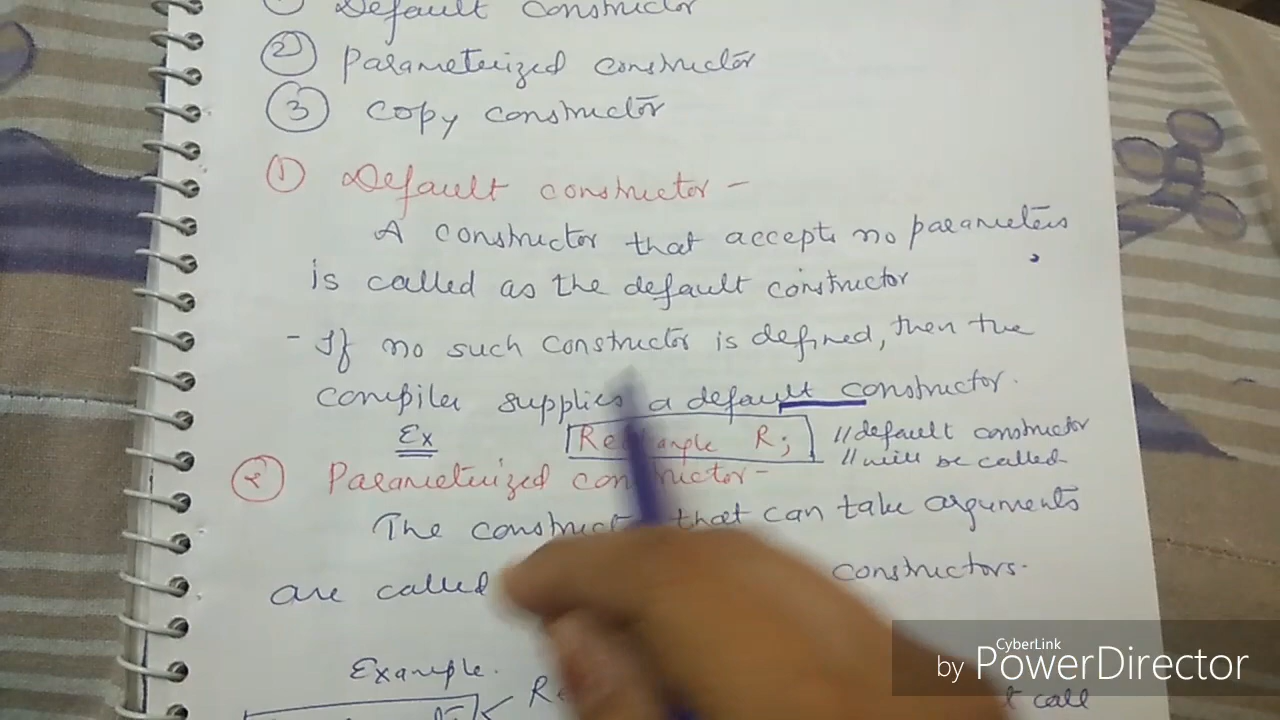 ① Default constructor
② Parameterized constructor
③ Copy constructor
① Default constructor -
A constructor that accepts no parameters
is called as the default constructor
- If no such constructor is defined, then the
compiler supplies a default constructor.
Ex R; //default constructor
//will be called
② Parameterized constructor -
The that can take arguments
are called constructors.
Example.
call
CyberLink
by PowerDirector